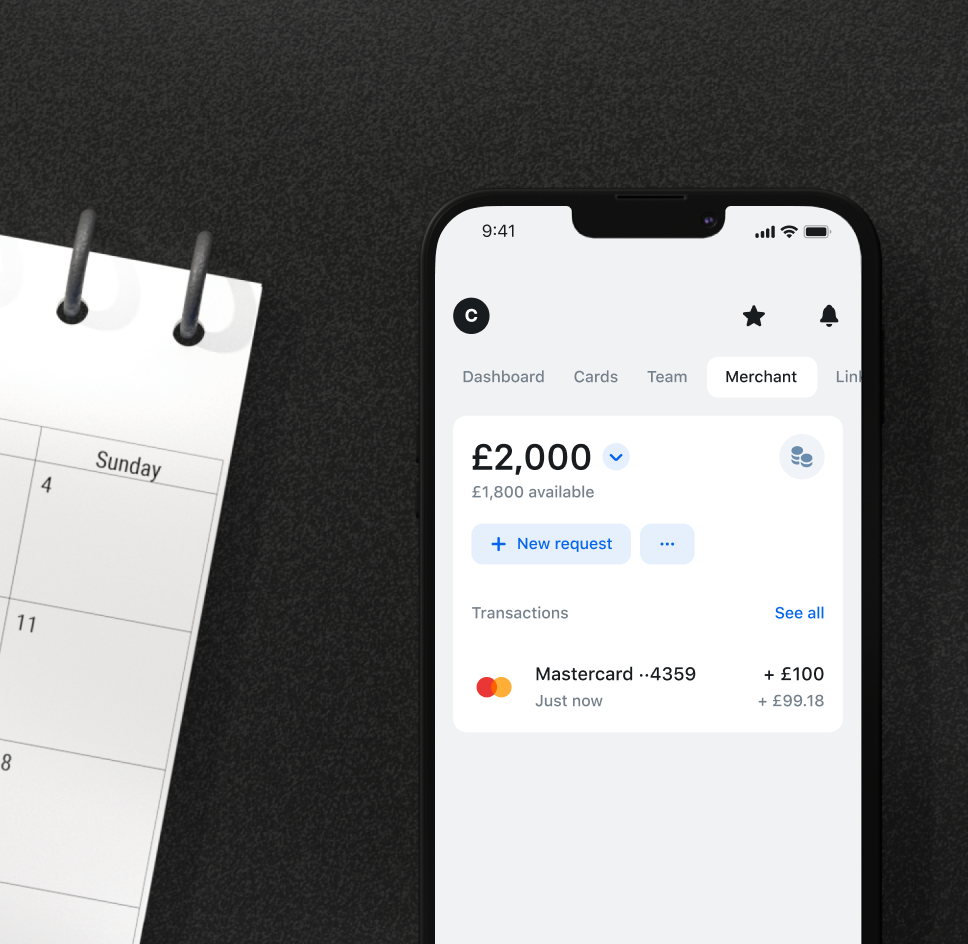 Sunday
4
11
8
9:41
C
Dashboard Cards Team Merchant Lin
£2,000
£1,800 available
+ New request ···
Transactions See all
Mastercard ··4359 + £100
Just now + £99.18